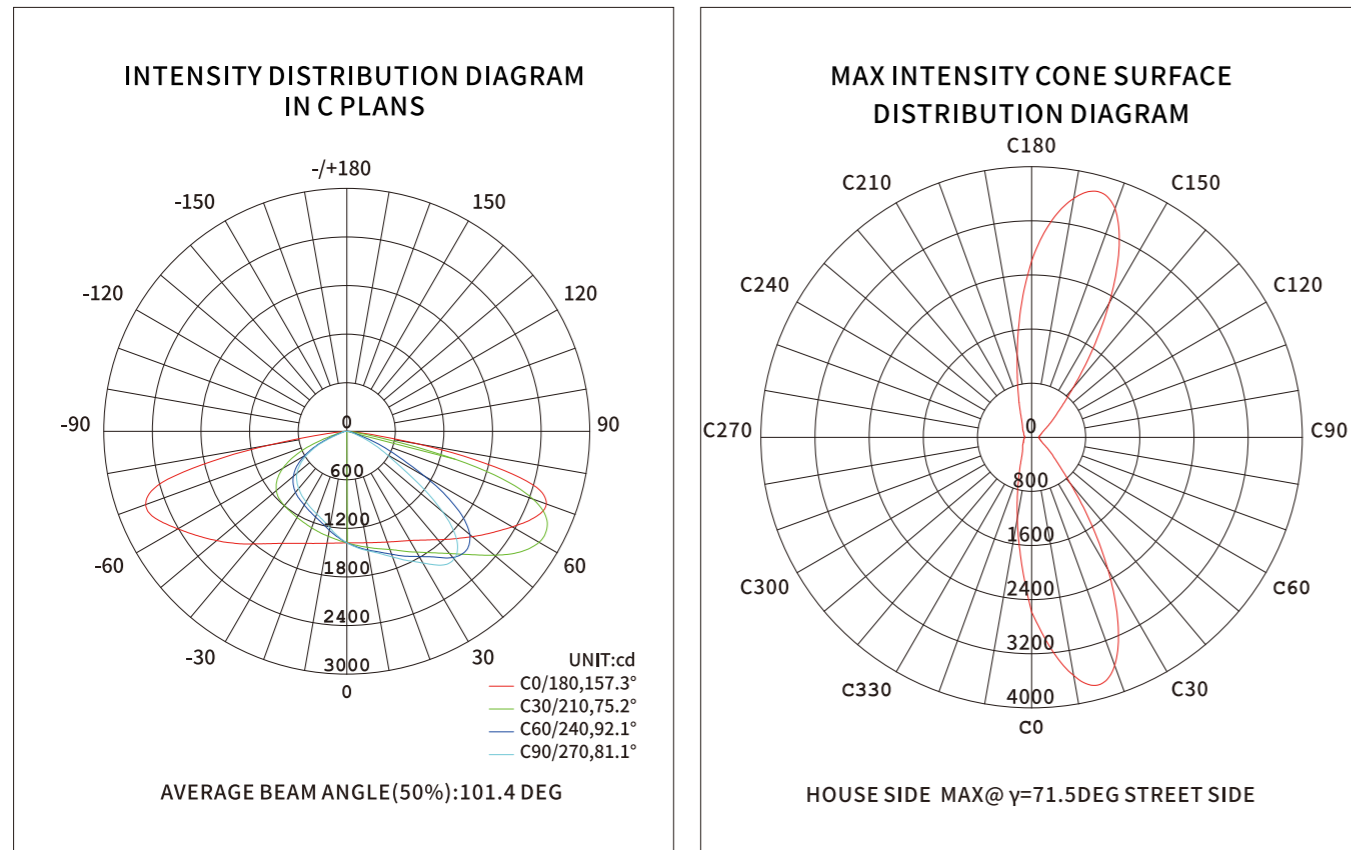 INTENSITY DISTRIBUTION DIAGRAM
IN C PLANS
-/+180
-150
150
-120
120
-90
90
-60
60
-30
30
0
0
600
1200
1800
2400
3000
UNIT:cd
C0/180,157.3°
C30/210,75.2°
C60/240,92.1°
C90/270,81.1°
AVERAGE BEAM ANGLE(50%):101.4 DEG
MAX INTENSITY CONE SURFACE
DISTRIBUTION DIAGRAM
C180
C210
C150
C240
C120
C270
C90
C300
C60
C330
C30
C0
0
800
1600
2400
3200
4000
HOUSE SIDE MAX@ γ=71.5DEG STREET SIDE